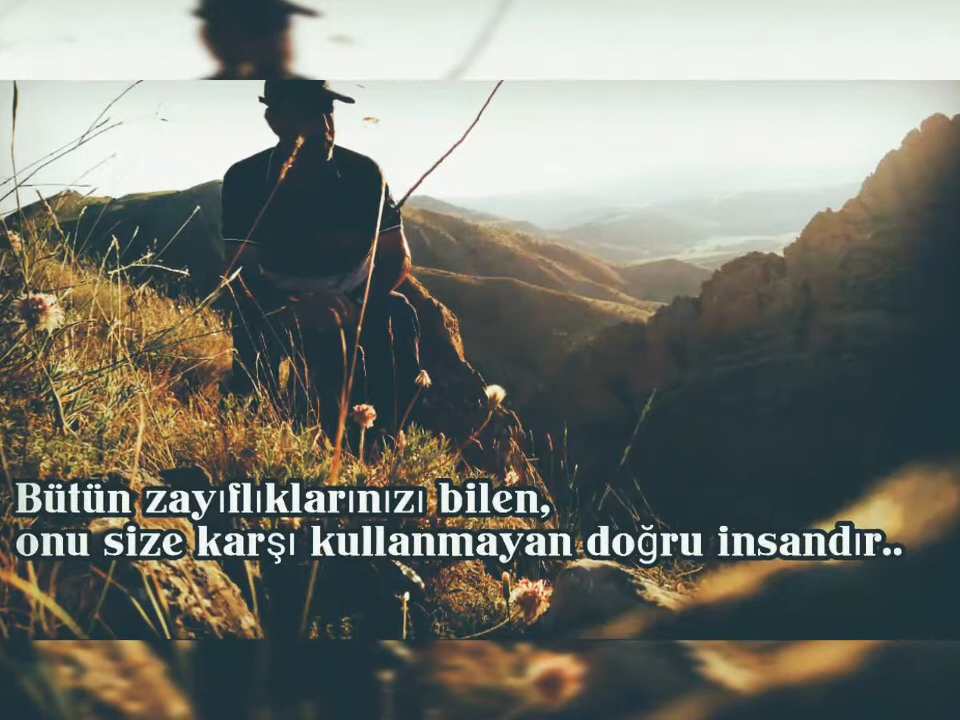 Bütün zayıflıklarınızı bilen,
onu size karşı kullanmayan doğru insandır..